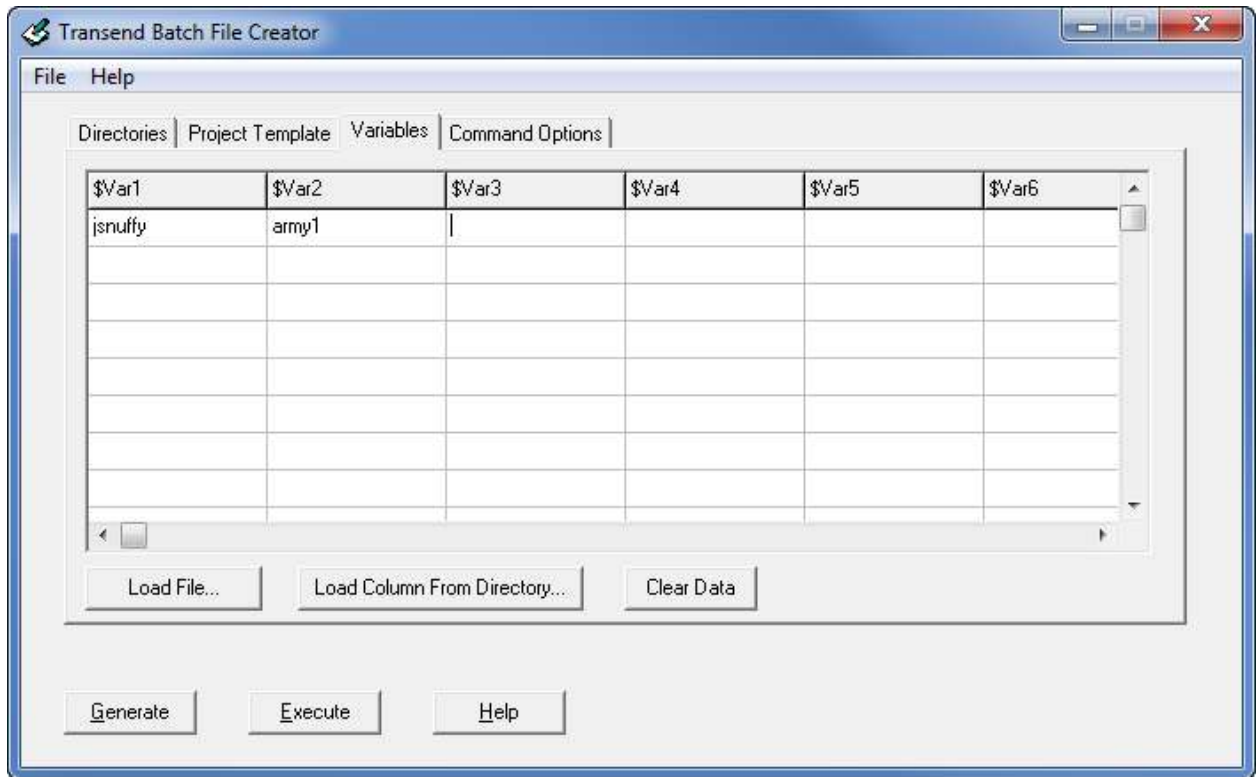 Transend Batch File Creator
File Help
Directories Project Template Variables Command Options
$Var1 $Var2 $Var3 $Var4 $Var5 $Var6
jsnuffy army1
Load File... Load Column From Directory... Clear Data
Generate Execute Help